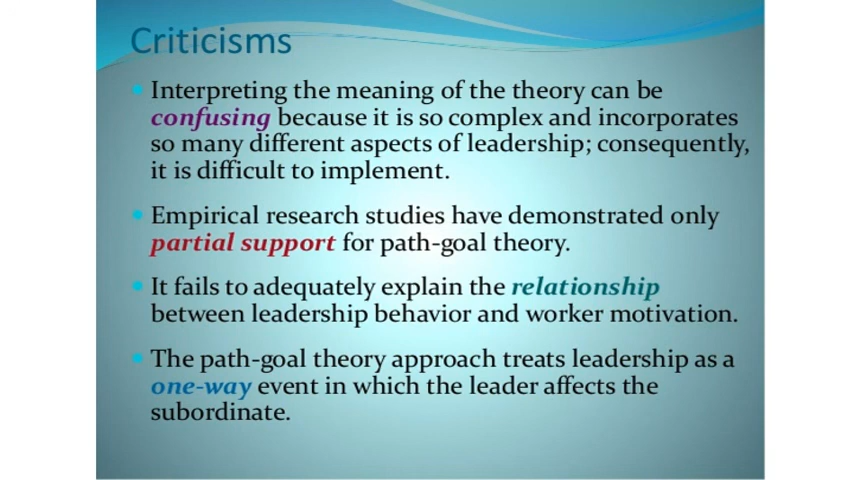 Criticisms
Interpreting the meaning of the theory can be
confusing because it is so complex and incorporates
so many different aspects of leadership; consequently,
it is difficult to implement.
Empirical research studies have demonstrated only
partial support for path-goal theory.
It fails to adequately explain the relationship
between leadership behavior and worker motivation.
The path-goal theory approach treats leadership as a
one-way event in which the leader affects the
subordinate.